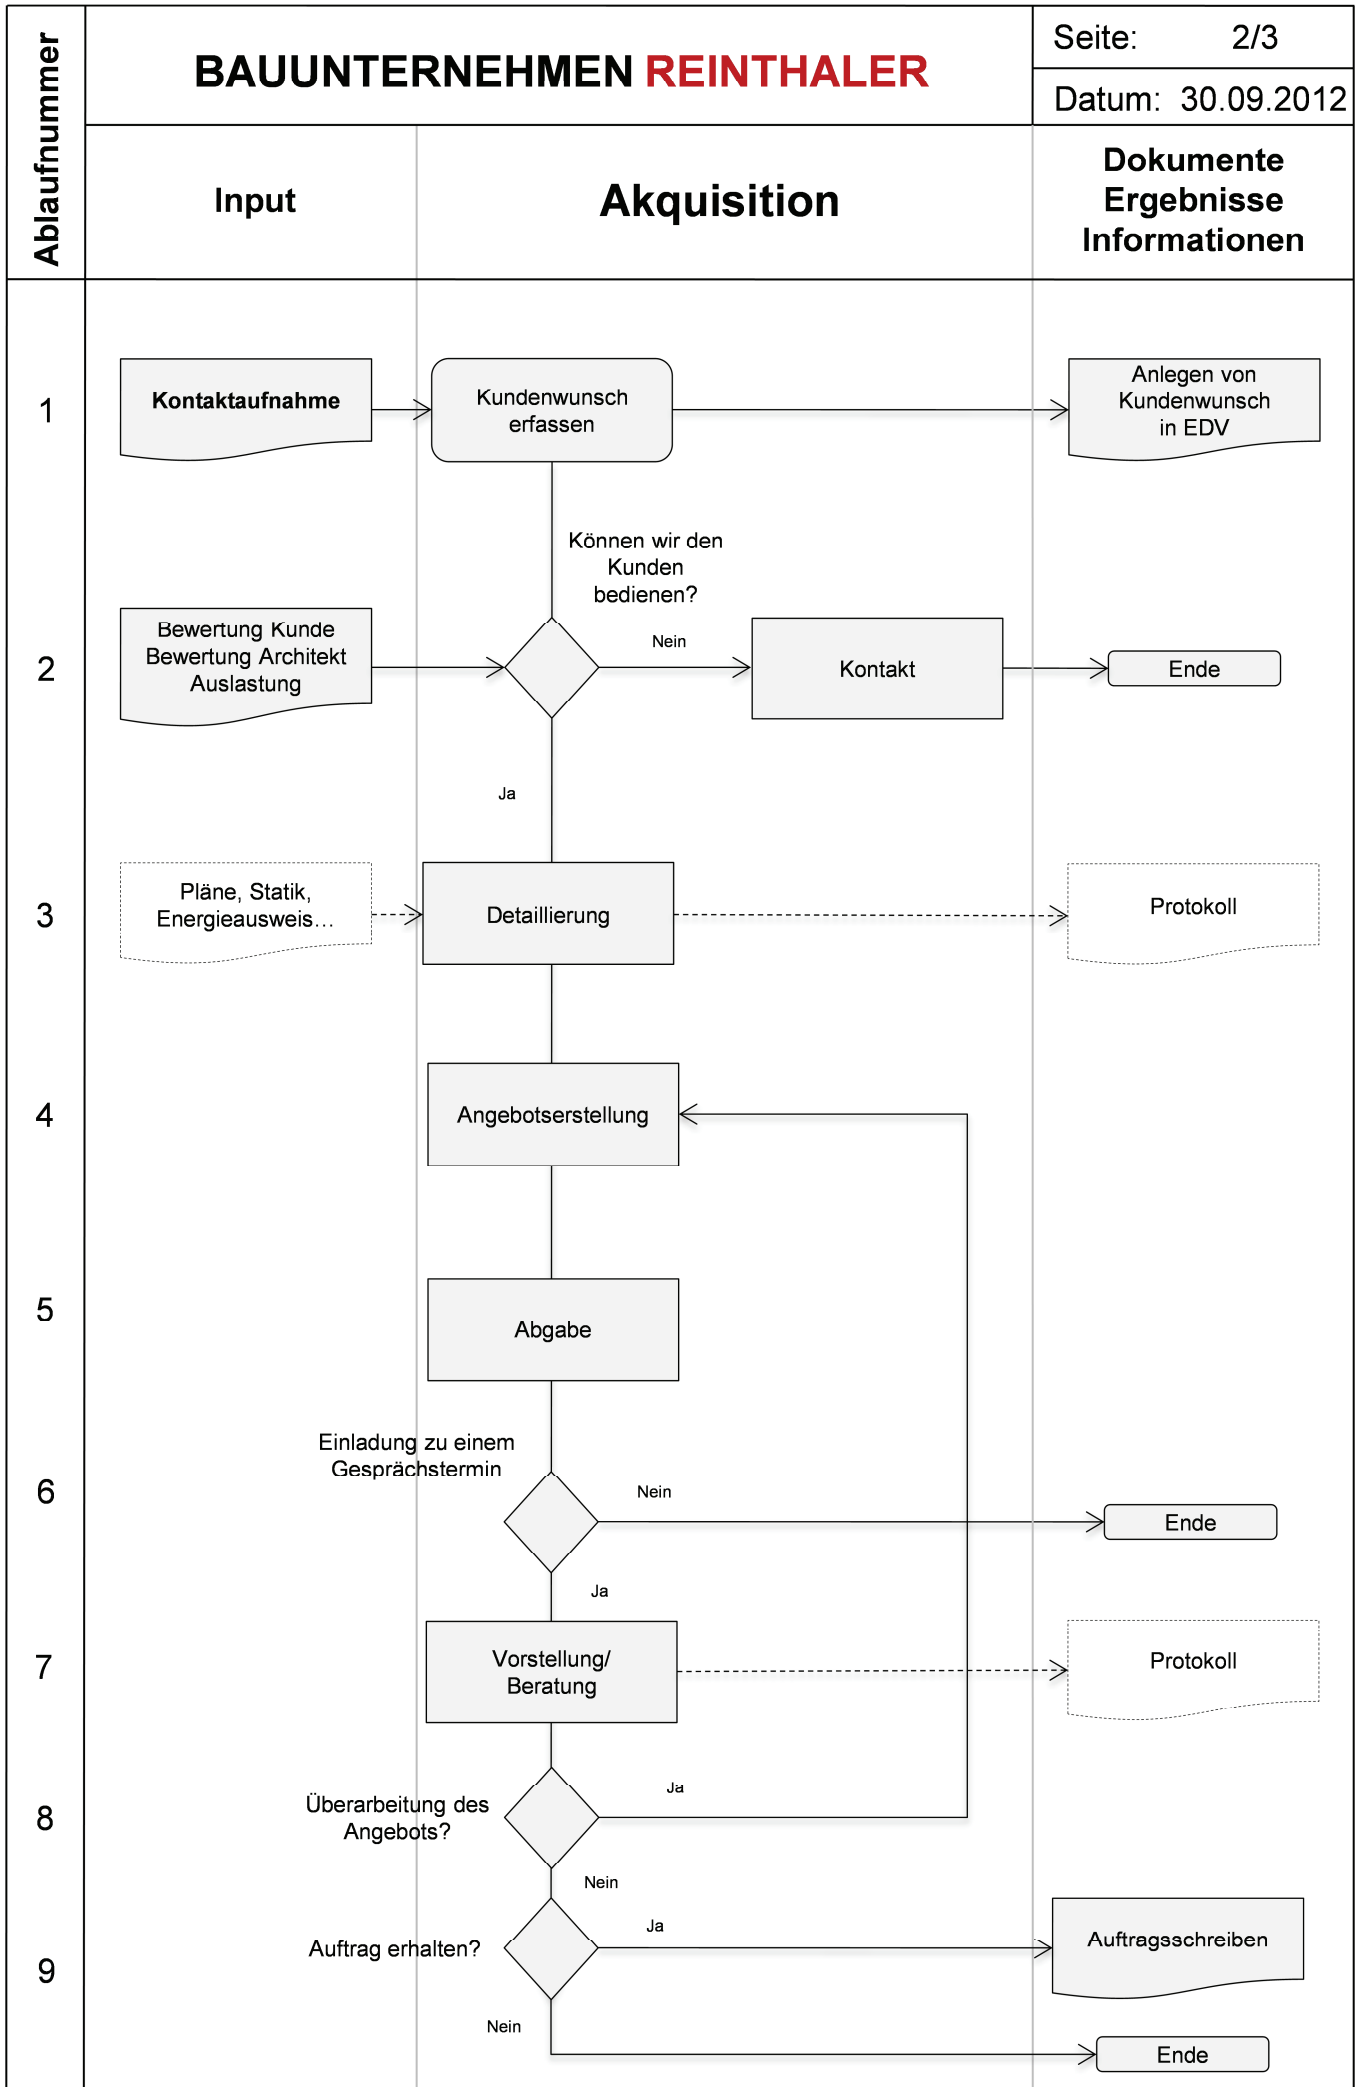 Ablaufnummer
BAUUNTERNEHMEN REINTHALER
Seite: 2/3
Datum: 30.09.2012
Input
Akquisition
Dokumente
Ergebnisse
Informationen
1
Kontaktaufnahme
Kundenwunsch
erfassen
Anlegen von
Kundenwunsch
in EDV
Können wir den
Kunden
bedienen?
2
Bewertung Kunde
Bewertung Architekt
Auslastung
Nein
Kontakt
Ende
Ja
3
Pläne, Statik,
Energieausweis…
Detaillierung
Protokoll
4
Angebotserstellung
5
Abgabe
Einladung zu einem
Gesprächstermin
6
Nein
Ende
Ja
7
Vorstellung/
Beratung
Protokoll
8
Überarbeitung des
Angebots?
Ja
Nein
9
Auftrag erhalten?
Ja
Auftragsschreiben
Nein
Ende